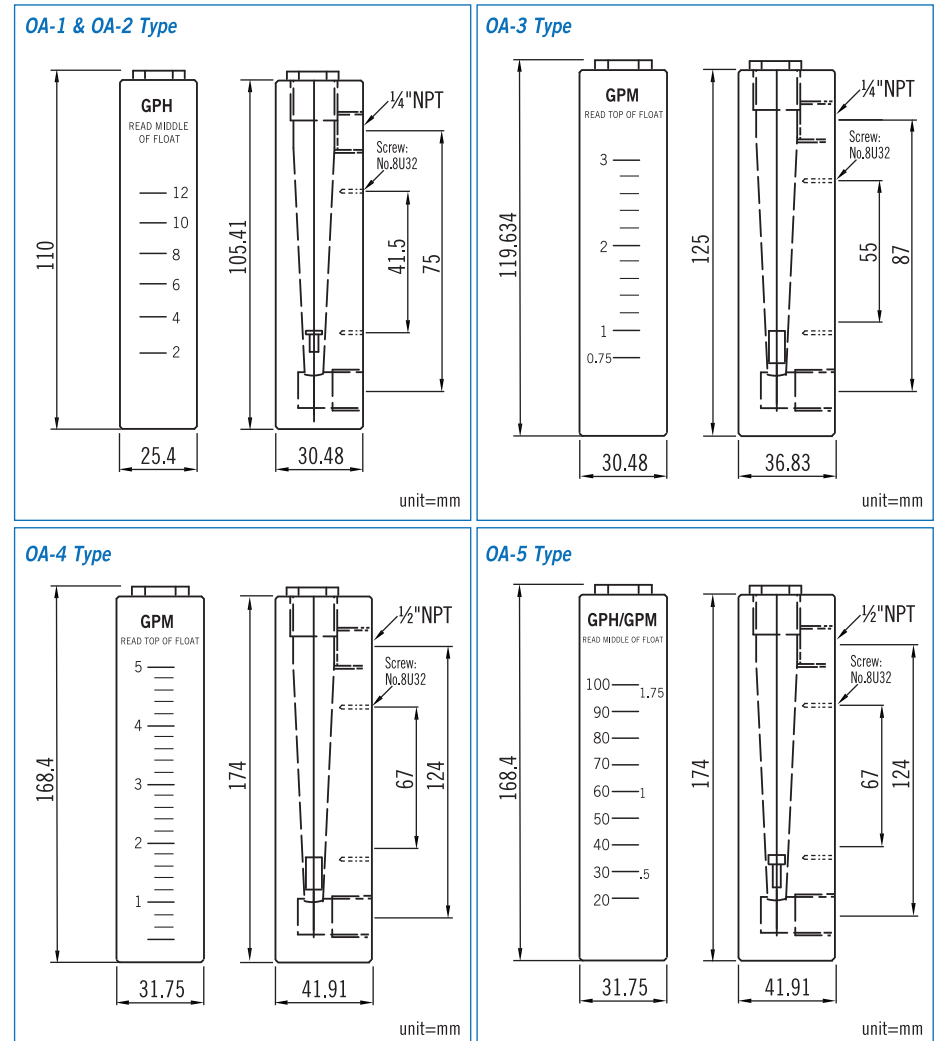 OA-1 & OA-2 Type
GPH
READ MIDDLE
OF FLOAT
12
10
8
6
4
2
110
25.4
105.41
30.48
¼"NPT
Screw:
No.8U32
41.5
75
unit=mm
OA-3 Type
GPM
READ TOP OF FLOAT
3
2
1
0.75
119.634
30.48
125
36.83
¼"NPT
Screw:
No.8U32
55
87
unit=mm
OA-4 Type
GPM
READ TOP OF FLOAT
5
4
3
2
1
168.4
31.75
174
41.91
½"NPT
Screw:
No.8U32
67
124
unit=mm
OA-5 Type
GPH/GPM
READ MIDDLE OF FLOAT
100 1.75
90
80
70
60 1
50
40
30 .5
20
168.4
31.75
174
41.91
½"NPT
Screw:
No.8U32
67
124
unit=mm